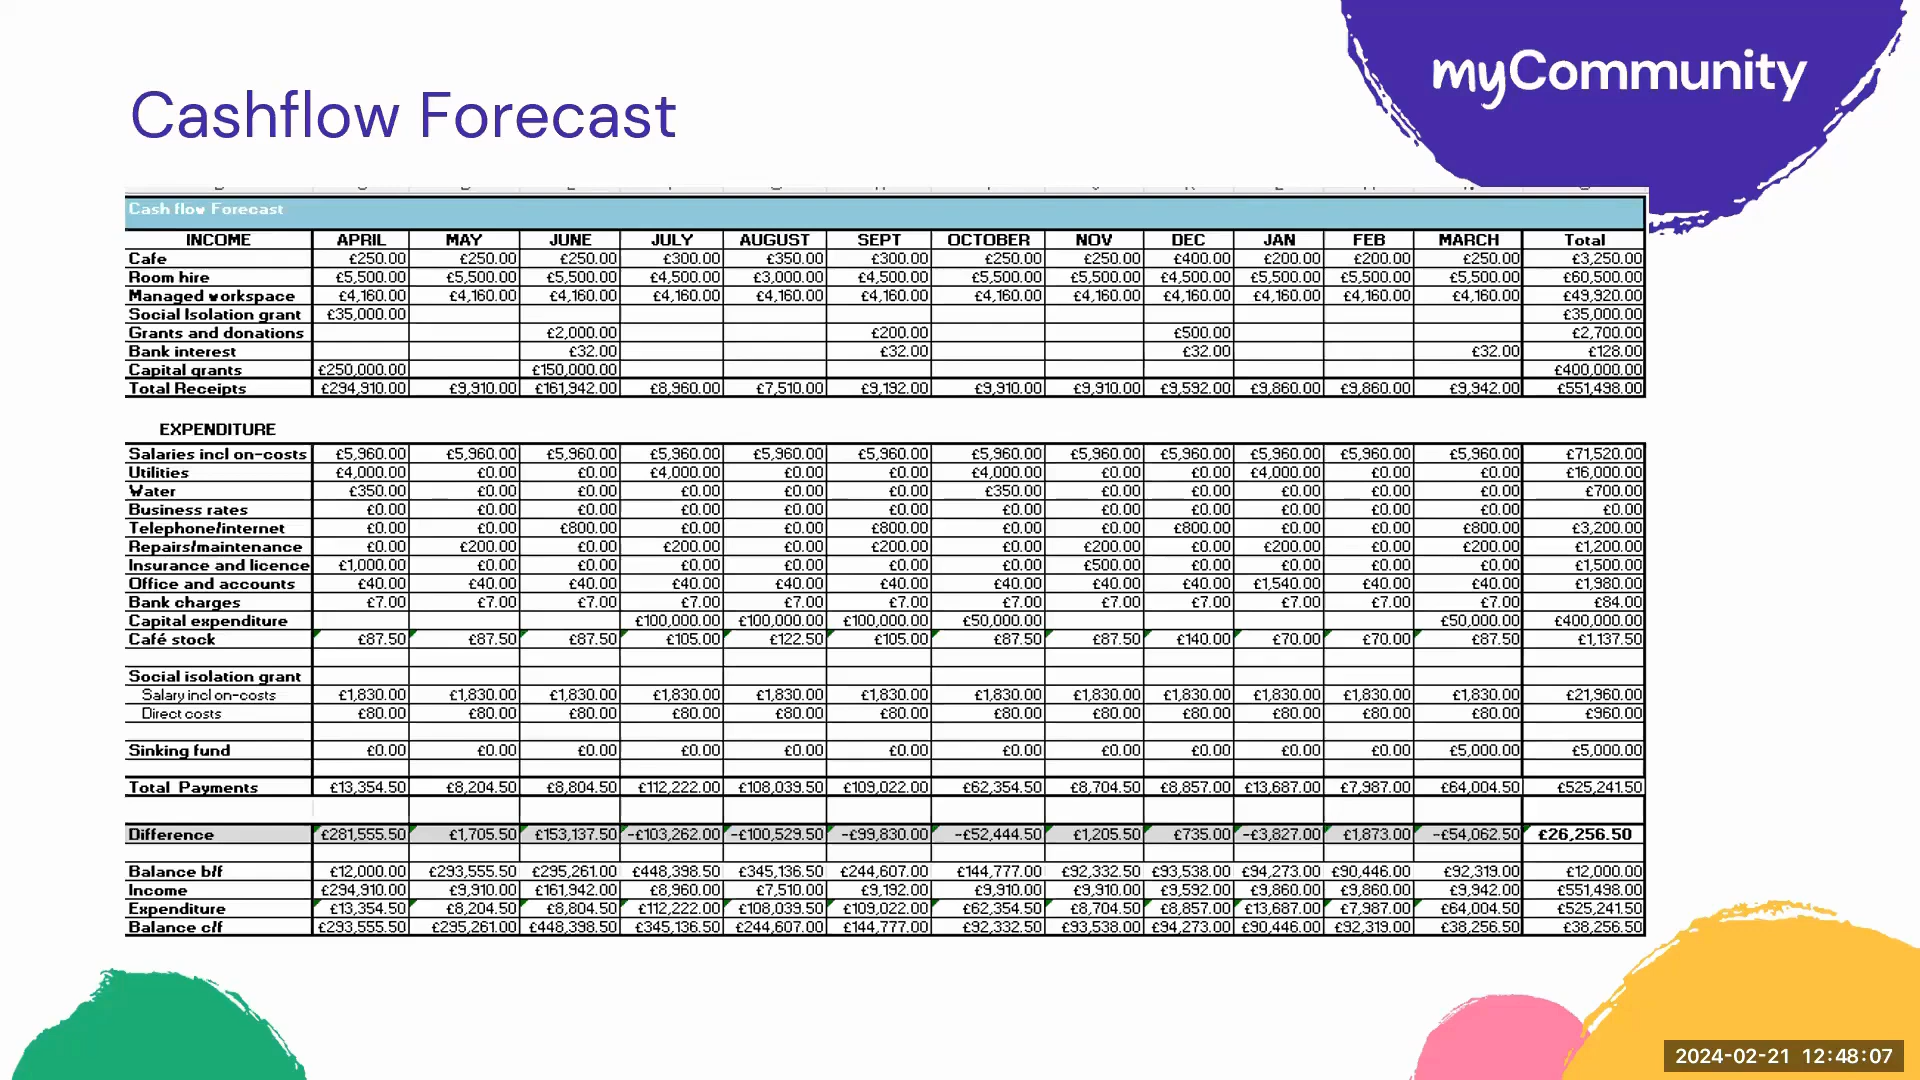 myCommunity
Cashflow Forecast
Cash flow Forecast
INCOME APRIL MAY JUNE JULY AUGUST SEPT OCTOBER NOV DEC JAN FEB MARCH Total
Cafe £250.00 £250.00 £250.00 £300.00 £350.00 £300.00 £250.00 £250.00 £400.00 £200.00 £200.00 £250.00 £3,250.00
Room hire £5,500.00 £5,500.00 £5,500.00 £4,500.00 £3,000.00 £4,500.00 £5,500.00 £5,500.00 £4,500.00 £5,500.00 £5,500.00 £5,500.00 £60,500.00
Managed workspace £4,160.00 £4,160.00 £4,160.00 £4,160.00 £4,160.00 £4,160.00 £4,160.00 £4,160.00 £4,160.00 £4,160.00 £4,160.00 £4,160.00 £49,920.00
Social Isolation grant £35,000.00 £35,000.00
Grants and donations £2,000.00 £200.00 £500.00 £2,700.00
Bank interest £32.00 £32.00 £32.00 £32.00 £128.00
Capital grants £250,000.00 £150,000.00 £400,000.00
Total Receipts £294,910.00 £9,910.00 £161,942.00 £8,960.00 £7,510.00 £9,192.00 £9,910.00 £9,910.00 £9,592.00 £9,860.00 £9,860.00 £9,942.00 £551,498.00
EXPENDITURE
Salaries incl on-costs £5,960.00 £5,960.00 £5,960.00 £5,960.00 £5,960.00 £5,960.00 £5,960.00 £5,960.00 £5,960.00 £5,960.00 £5,960.00 £5,960.00 £71,520.00
Utilities £4,000.00 £0.00 £0.00 £4,000.00 £0.00 £0.00 £4,000.00 £0.00 £0.00 £4,000.00 £0.00 £0.00 £16,000.00
Water £350.00 £0.00 £0.00 £0.00 £0.00 £0.00 £350.00 £0.00 £0.00 £0.00 £0.00 £0.00 £700.00
Business rates £0.00 £0.00 £0.00 £0.00 £0.00 £0.00 £0.00 £0.00 £0.00 £0.00 £0.00 £0.00 £0.00
Telephone/internet £0.00 £0.00 £800.00 £0.00 £0.00 £800.00 £0.00 £0.00 £800.00 £0.00 £0.00 £800.00 £3,200.00
Repairs/maintenance £0.00 £200.00 £0.00 £200.00 £0.00 £200.00 £0.00 £200.00 £0.00 £200.00 £0.00 £200.00 £1,200.00
Insurance and licence £1,000.00 £0.00 £0.00 £0.00 £0.00 £0.00 £0.00 £500.00 £0.00 £0.00 £0.00 £0.00 £1,500.00
Office and accounts £40.00 £40.00 £40.00 £40.00 £40.00 £40.00 £40.00 £40.00 £40.00 £1,540.00 £40.00 £40.00 £1,980.00
Bank charges £7.00 £7.00 £7.00 £7.00 £7.00 £7.00 £7.00 £7.00 £7.00 £7.00 £7.00 £7.00 £84.00
Capital expenditure £100,000.00 £100,000.00 £100,000.00 £50,000.00 £50,000.00 £400,000.00
Café stock £87.50 £87.50 £87.50 £105.00 £122.50 £105.00 £87.50 £87.50 £140.00 £70.00 £70.00 £87.50 £1,137.50
Social isolation grant
Salary incl on-costs £1,830.00 £1,830.00 £1,830.00 £1,830.00 £1,830.00 £1,830.00 £1,830.00 £1,830.00 £1,830.00 £1,830.00 £1,830.00 £1,830.00 £21,960.00
Direct costs £80.00 £80.00 £80.00 £80.00 £80.00 £80.00 £80.00 £80.00 £80.00 £80.00 £80.00 £80.00 £960.00
Sinking fund £0.00 £0.00 £0.00 £0.00 £0.00 £0.00 £0.00 £0.00 £0.00 £0.00 £0.00 £5,000.00 £5,000.00
Total Payments £13,354.50 £8,204.50 £8,804.50 £112,222.00 £108,039.50 £109,022.00 £62,354.50 £8,704.50 £8,857.00 £13,687.00 £7,987.00 £64,004.50 £525,241.50
Difference £281,555.50 £1,705.50 £153,137.50 -£103,262.00 -£100,529.50 -£99,830.00 -£52,444.50 £1,205.50 £735.00 -£3,827.00 £1,873.00 -£54,062.50 £26,256.50
Balance b/f £12,000.00 £293,555.50 £295,261.00 £448,398.50 £345,136.50 £244,607.00 £144,777.00 £92,332.50 £93,538.00 £94,273.00 £90,446.00 £92,319.00 £12,000.00
Income £294,910.00 £9,910.00 £161,942.00 £8,960.00 £7,510.00 £9,192.00 £9,910.00 £9,910.00 £9,592.00 £9,860.00 £9,860.00 £9,942.00 £551,498.00
Expenditure £13,354.50 £8,204.50 £8,804.50 £112,222.00 £108,039.50 £109,022.00 £62,354.50 £8,704.50 £8,857.00 £13,687.00 £7,987.00 £64,004.50 £525,241.50
Balance c/f £293,555.50 £295,261.00 £448,398.50 £345,136.50 £244,607.00 £144,777.00 £92,332.50 £93,538.00 £94,273.00 £90,446.00 £92,319.00 £38,256.50 £38,256.50
2024-02-21 12:48:07